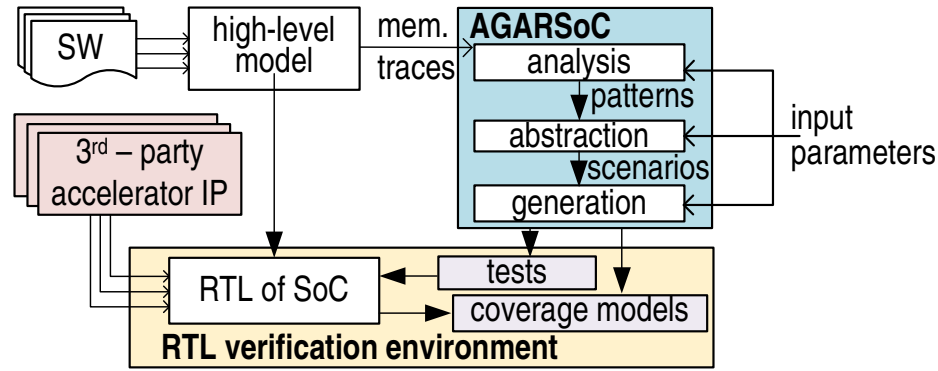 SW
high-level
model
mem.
traces
AGARSoC
analysis
patterns
abstraction
scenarios
generation
input
parameters
3rd – party
accelerator IP
RTL of SoC
tests
coverage models
RTL verification environment